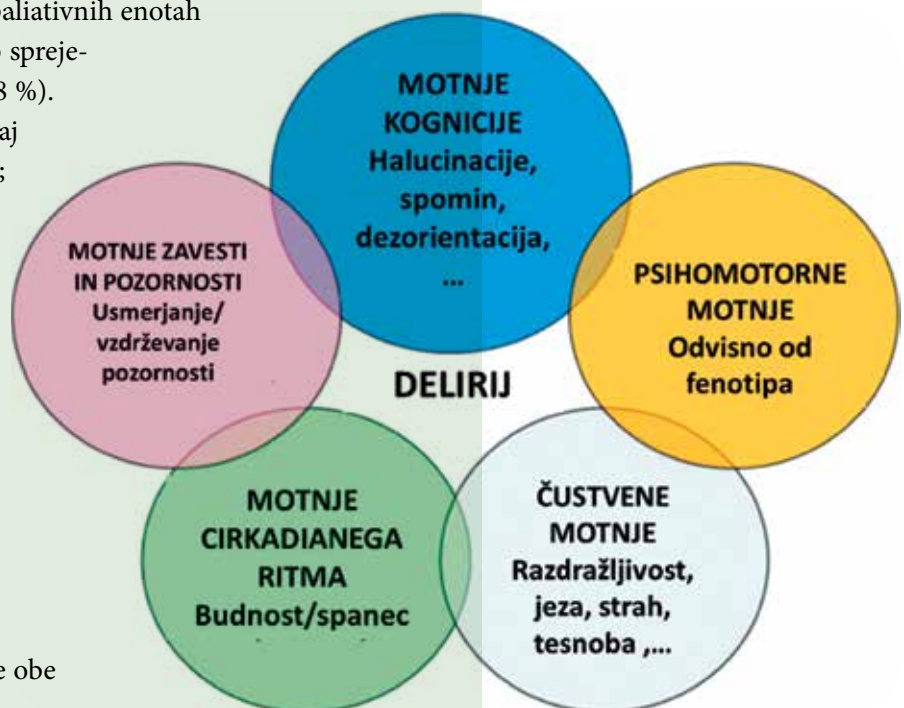 paliativnih enotah
spreje-
8 %).
aj
;
MOTNJE
KOGNICIJE
Halucinacije,
spomin,
dezorientacija,
...
MOTNJE ZAVESTI
IN POZORNOSTI
Usmerjanje/
vzdrževanje
pozornosti
PSIHOMOTORNE
MOTNJE
Odvisno od
fenotipa
DELIRIJ
MOTNJE
CIRKADIANEGA
RITMA
Budnost/spanec
ČUSTVENE
MOTNJE
Razdražljivost,
jeza, strah,
tesnoba ,...
e obe